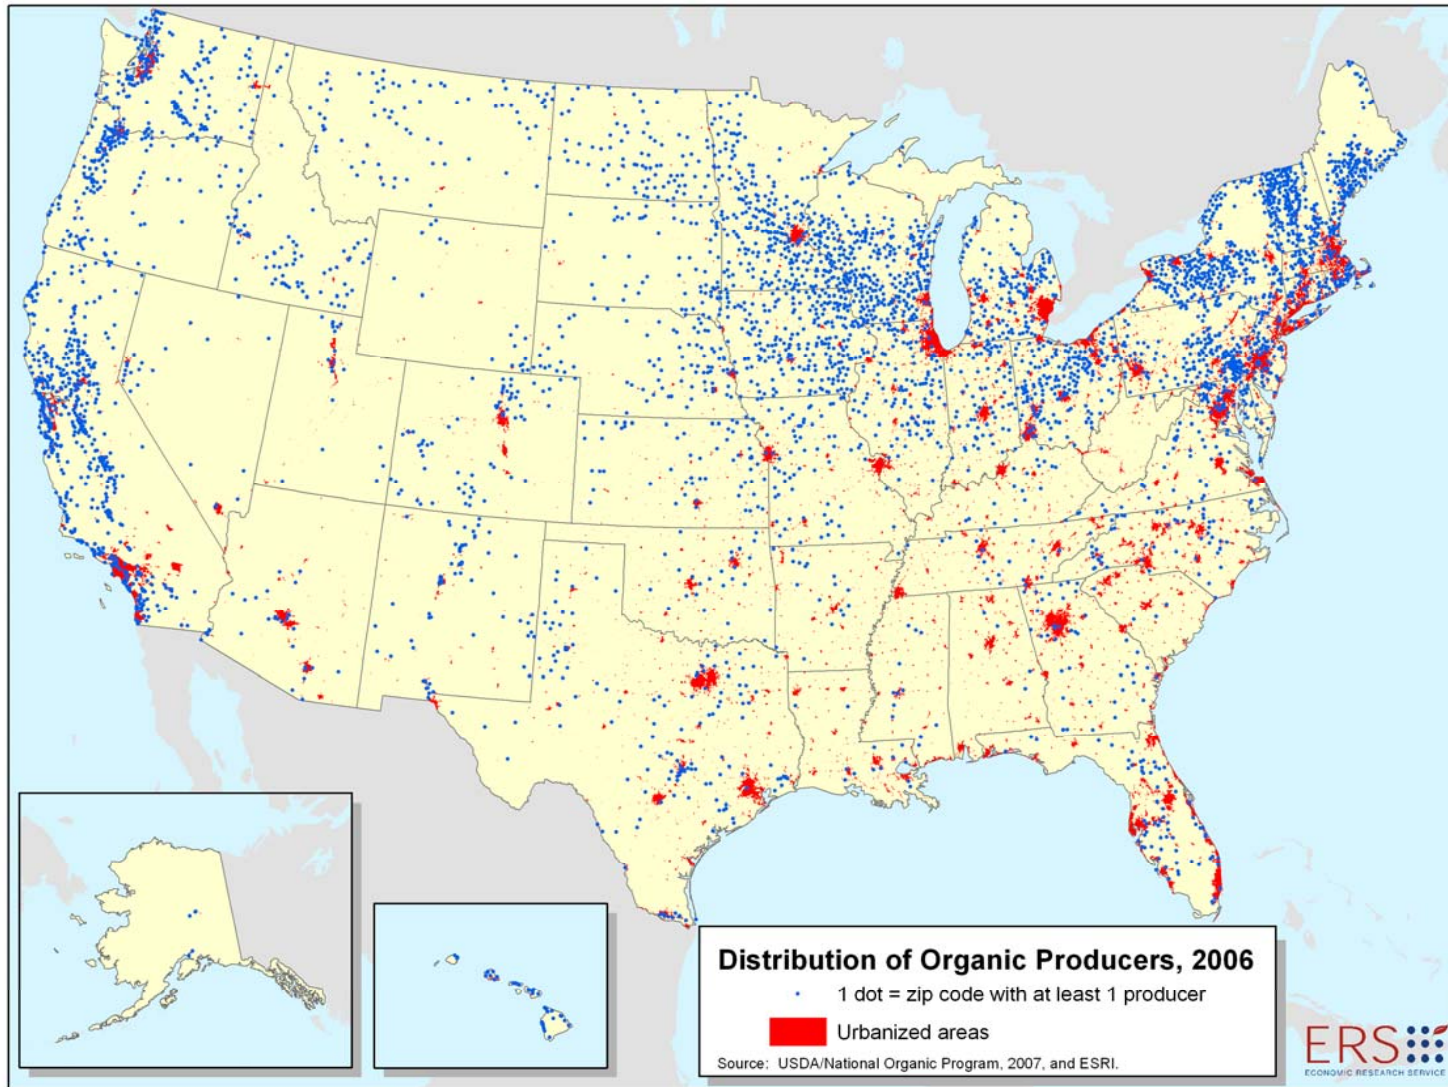 Distribution of Organic Producers, 2006
1 dot = zip code with at least 1 producer
Urbanized areas
Source: USDA/National Organic Program, 2007, and ESRI.
ERS
ECONOMIC RESEARCH SERVICE